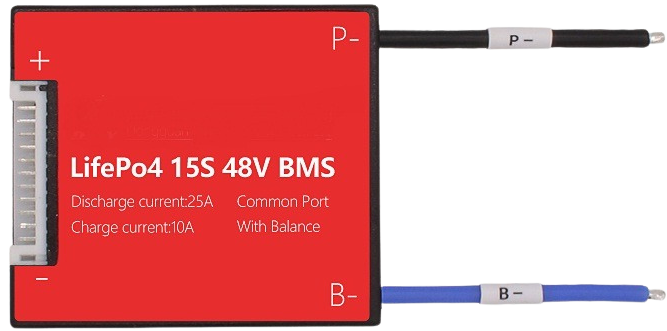 P-
+
LifePo4 15S 48V BMS
Discharge current:25A Common Port
Charge current:10A With Balance
-
B-
P-
B-